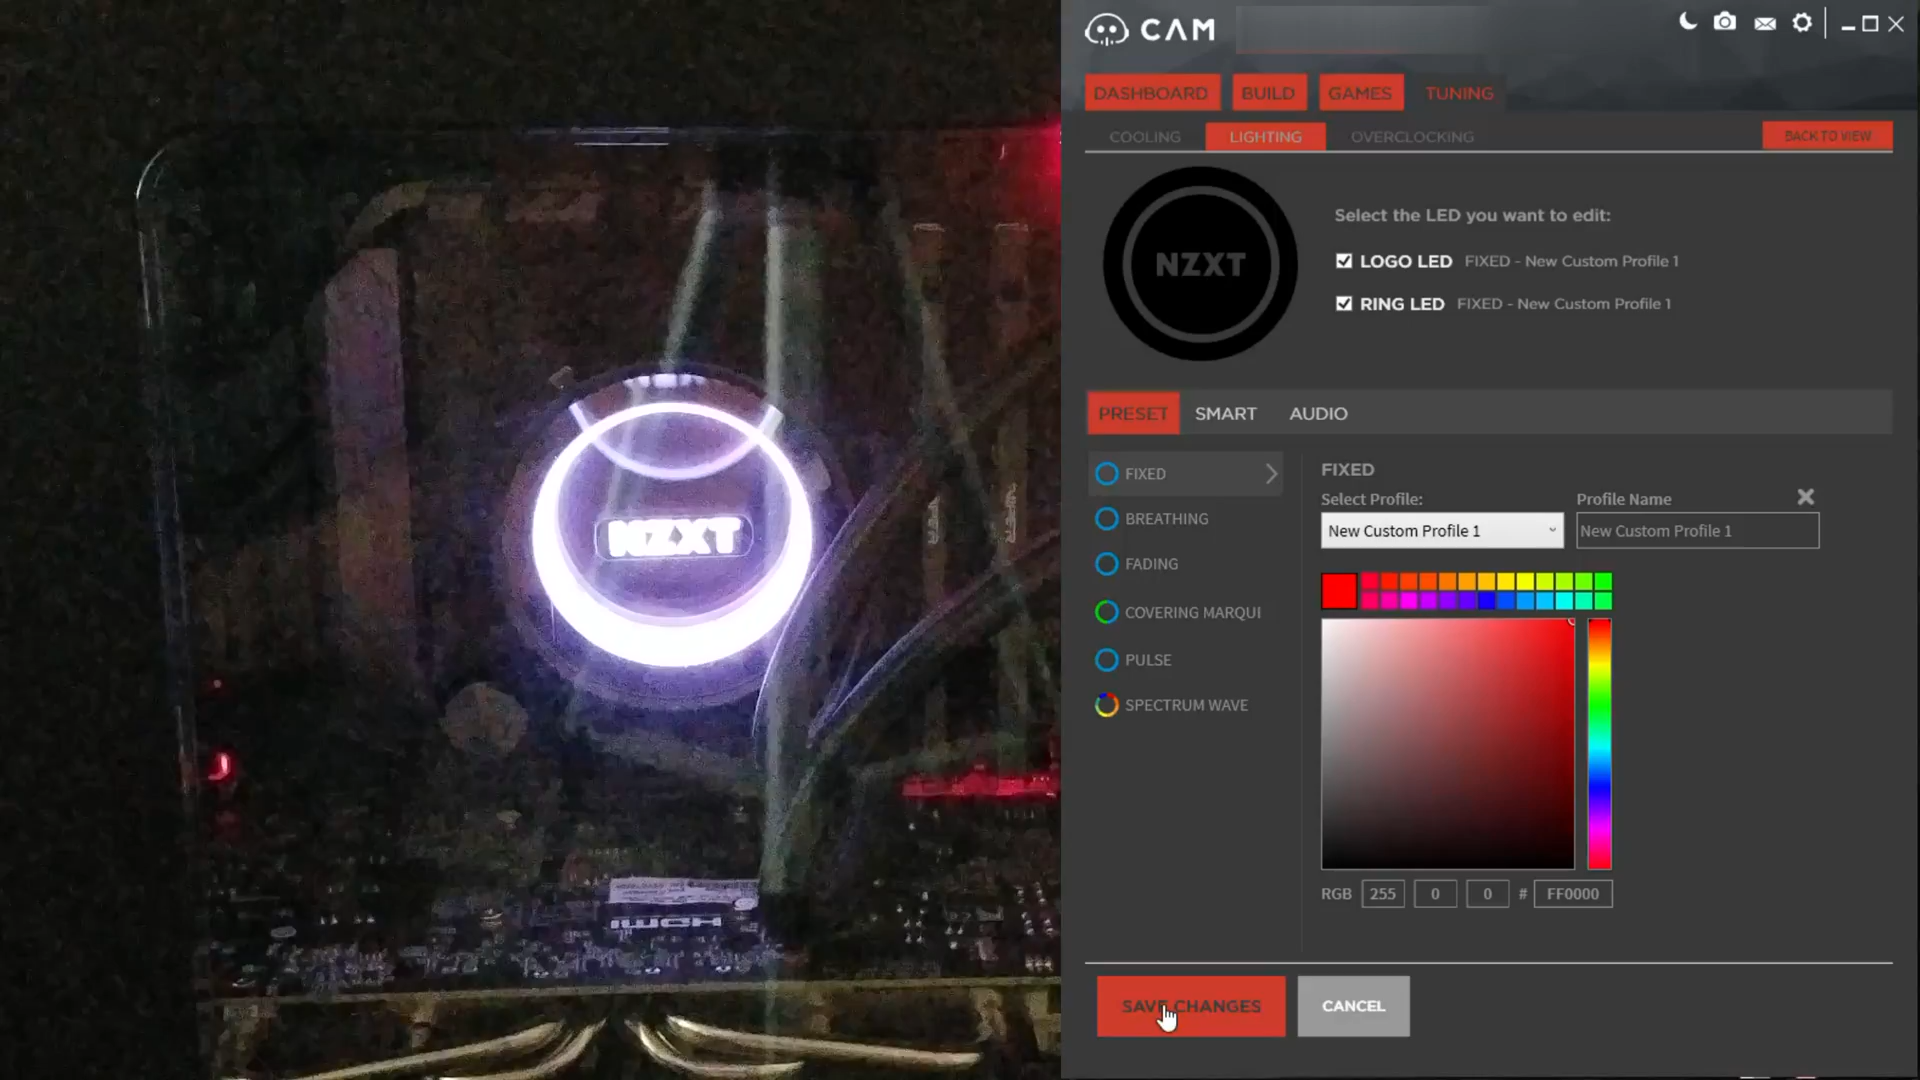 CAM
DASHBOARD BUILD GAMES TUNING
COOLING LIGHTING OVERCLOCKING BACK TO VIEW
NZXT
Select the LED you want to edit:
LOGO LED FIXED - New Custom Profile 1
RING LED FIXED - New Custom Profile 1
PRESET SMART AUDIO
FIXED
BREATHING
FADING
COVERING MARQUI
PULSE
SPECTRUM WAVE
FIXED
Select Profile: Profile Name
New Custom Profile 1 New Custom Profile 1
RGB 255 0 0 # FF0000
SAVE CHANGES CANCEL
NZXT